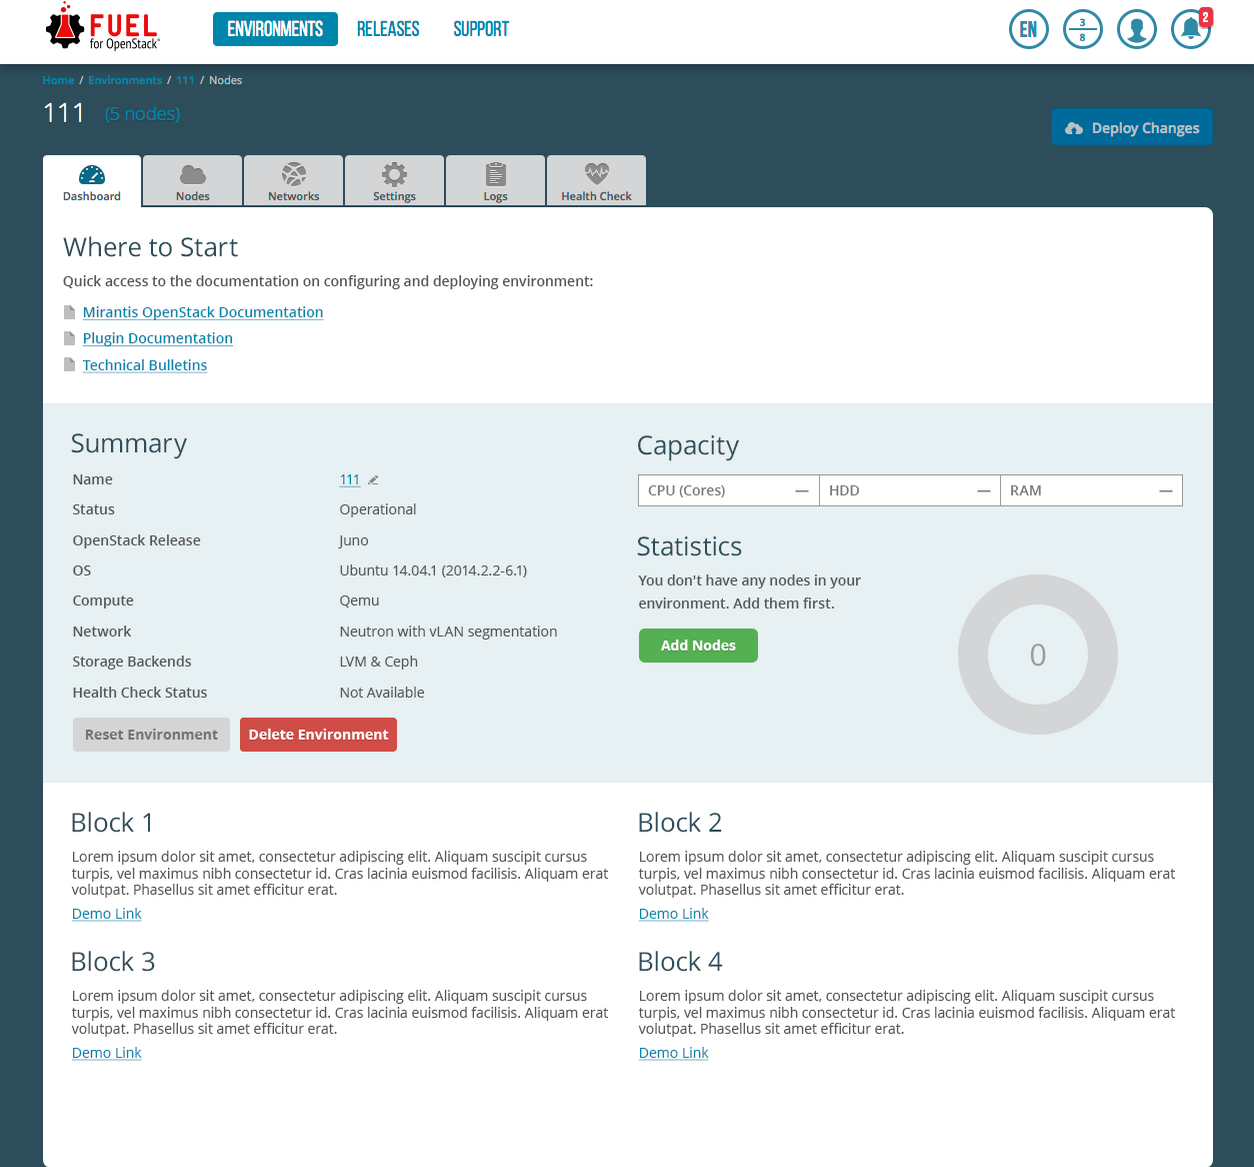 FUEL
for OpenStack
ENVIRONMENTS RELEASES SUPPORT
EN
3
8
2
Home / Environments / 111 / Nodes
111 (5 nodes)
Deploy Changes
Dashboard Nodes Networks Settings Logs Health Check
Where to Start
Quick access to the documentation on configuring and deploying environment:
Mirantis OpenStack Documentation
Plugin Documentation
Technical Bulletins
Summary
Name 111
Status Operational
OpenStack Release Juno
OS Ubuntu 14.04.1 (2014.2.2-6.1)
Compute Qemu
Network Neutron with vLAN segmentation
Storage Backends LVM & Ceph
Health Check Status Not Available
Reset Environment Delete Environment
Capacity
CPU (Cores) — HDD — RAM —
Statistics
You don't have any nodes in your
environment. Add them first.
Add Nodes
0
Block 1
Lorem ipsum dolor sit amet, consectetur adipiscing elit. Aliquam suscipit cursus
turpis, vel maximus nibh consectetur id. Cras lacinia euismod facilisis. Aliquam erat
volutpat. Phasellus sit amet efficitur erat.
Demo Link
Block 2
Lorem ipsum dolor sit amet, consectetur adipiscing elit. Aliquam suscipit cursus
turpis, vel maximus nibh consectetur id. Cras lacinia euismod facilisis. Aliquam erat
volutpat. Phasellus sit amet efficitur erat.
Demo Link
Block 3
Lorem ipsum dolor sit amet, consectetur adipiscing elit. Aliquam suscipit cursus
turpis, vel maximus nibh consectetur id. Cras lacinia euismod facilisis. Aliquam erat
volutpat. Phasellus sit amet efficitur erat.
Demo Link
Block 4
Lorem ipsum dolor sit amet, consectetur adipiscing elit. Aliquam suscipit cursus
turpis, vel maximus nibh consectetur id. Cras lacinia euismod facilisis. Aliquam erat
volutpat. Phasellus sit amet efficitur erat.
Demo Link